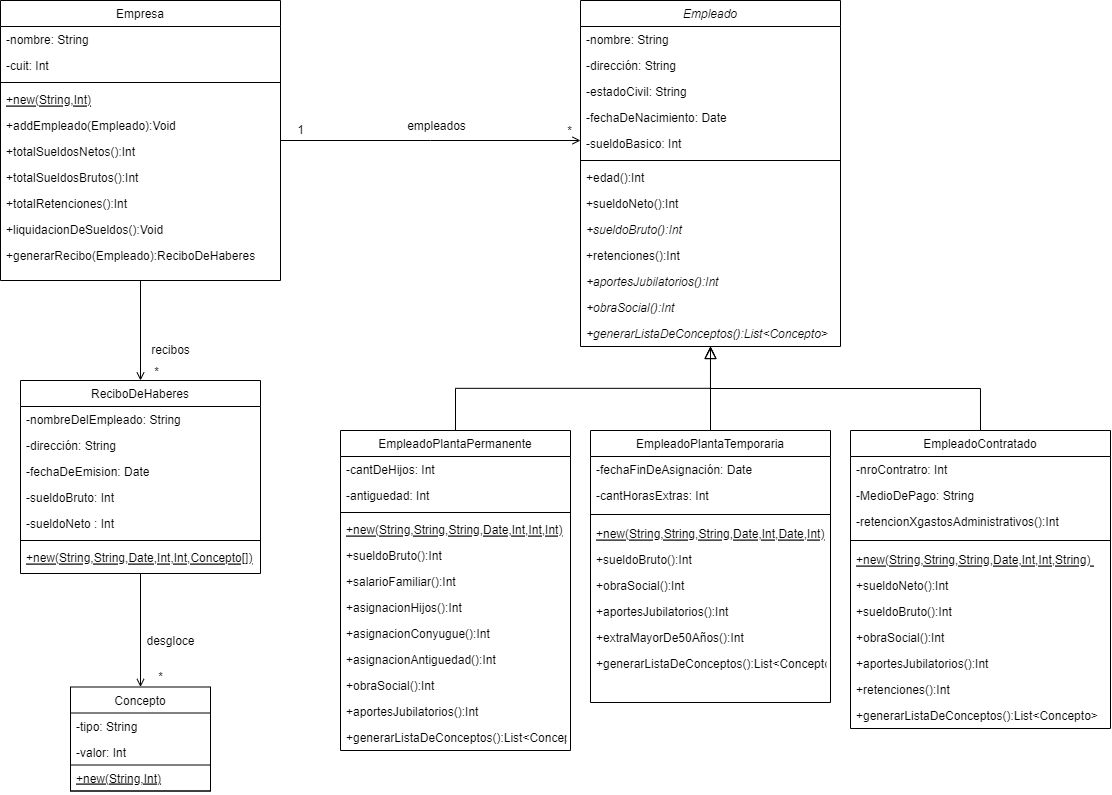 Empresa
-nombre: String
-cuit: Int
+new(String,Int)
+addEmpleado(Empleado):Void
+totalSueldosNetos():Int
+totalSueldosBrutos():Int
+totalRetenciones():Int
+liquidacionDeSueldos():Void
+generarRecibo(Empleado):ReciboDeHaberes
1
empleados
*
Empleado
-nombre: String
-dirección: String
-estadoCivil: String
-fechaDeNacimiento: Date
-sueldoBasico: Int
+edad():Int
+sueldoNeto():Int
+sueldoBruto():Int
+retenciones():Int
+aportesJubilatorios():Int
+obraSocial():Int
+generarListaDeConceptos():List<Concepto>
recibos
*
ReciboDeHaberes
-nombreDelEmpleado: String
-dirección: String
-fechaDeEmision: Date
-sueldoBruto: Int
-sueldoNeto : Int
+new(String,String,Date,Int,Int,Concepto[])
desgloce
*
Concepto
-tipo: String
-valor: Int
+new(String,Int)
EmpleadoPlantaPermanente
-cantDeHijos: Int
-antiguedad: Int
+new(String,String,String,Date,Int,Int,Int)
+sueldoBruto():Int
+salarioFamiliar():Int
+asignacionHijos():Int
+asignacionConyugue():Int
+asignacionAntiguedad():Int
+obraSocial():Int
+aportesJubilatorios():Int
+generarListaDeConceptos():List<Concep
EmpleadoPlantaTemporaria
-fechaFinDeAsignación: Date
-cantHorasExtras: Int
+new(String,String,String,Date,Int,Date,Int)
+sueldoBruto():Int
+obraSocial():Int
+aportesJubilatorios():Int
+extraMayorDe50Años():Int
+generarListaDeConceptos():List<Concepto
EmpleadoContratado
-nroContratro: Int
-MedioDePago: String
-retencionXgastosAdministrativos():Int
+new(String,String,String,Date,Int,Int,String)
+sueldoNeto():Int
+sueldoBruto():Int
+obraSocial():Int
+aportesJubilatorios():Int
+retenciones():Int
+generarListaDeConceptos():List<Concepto>